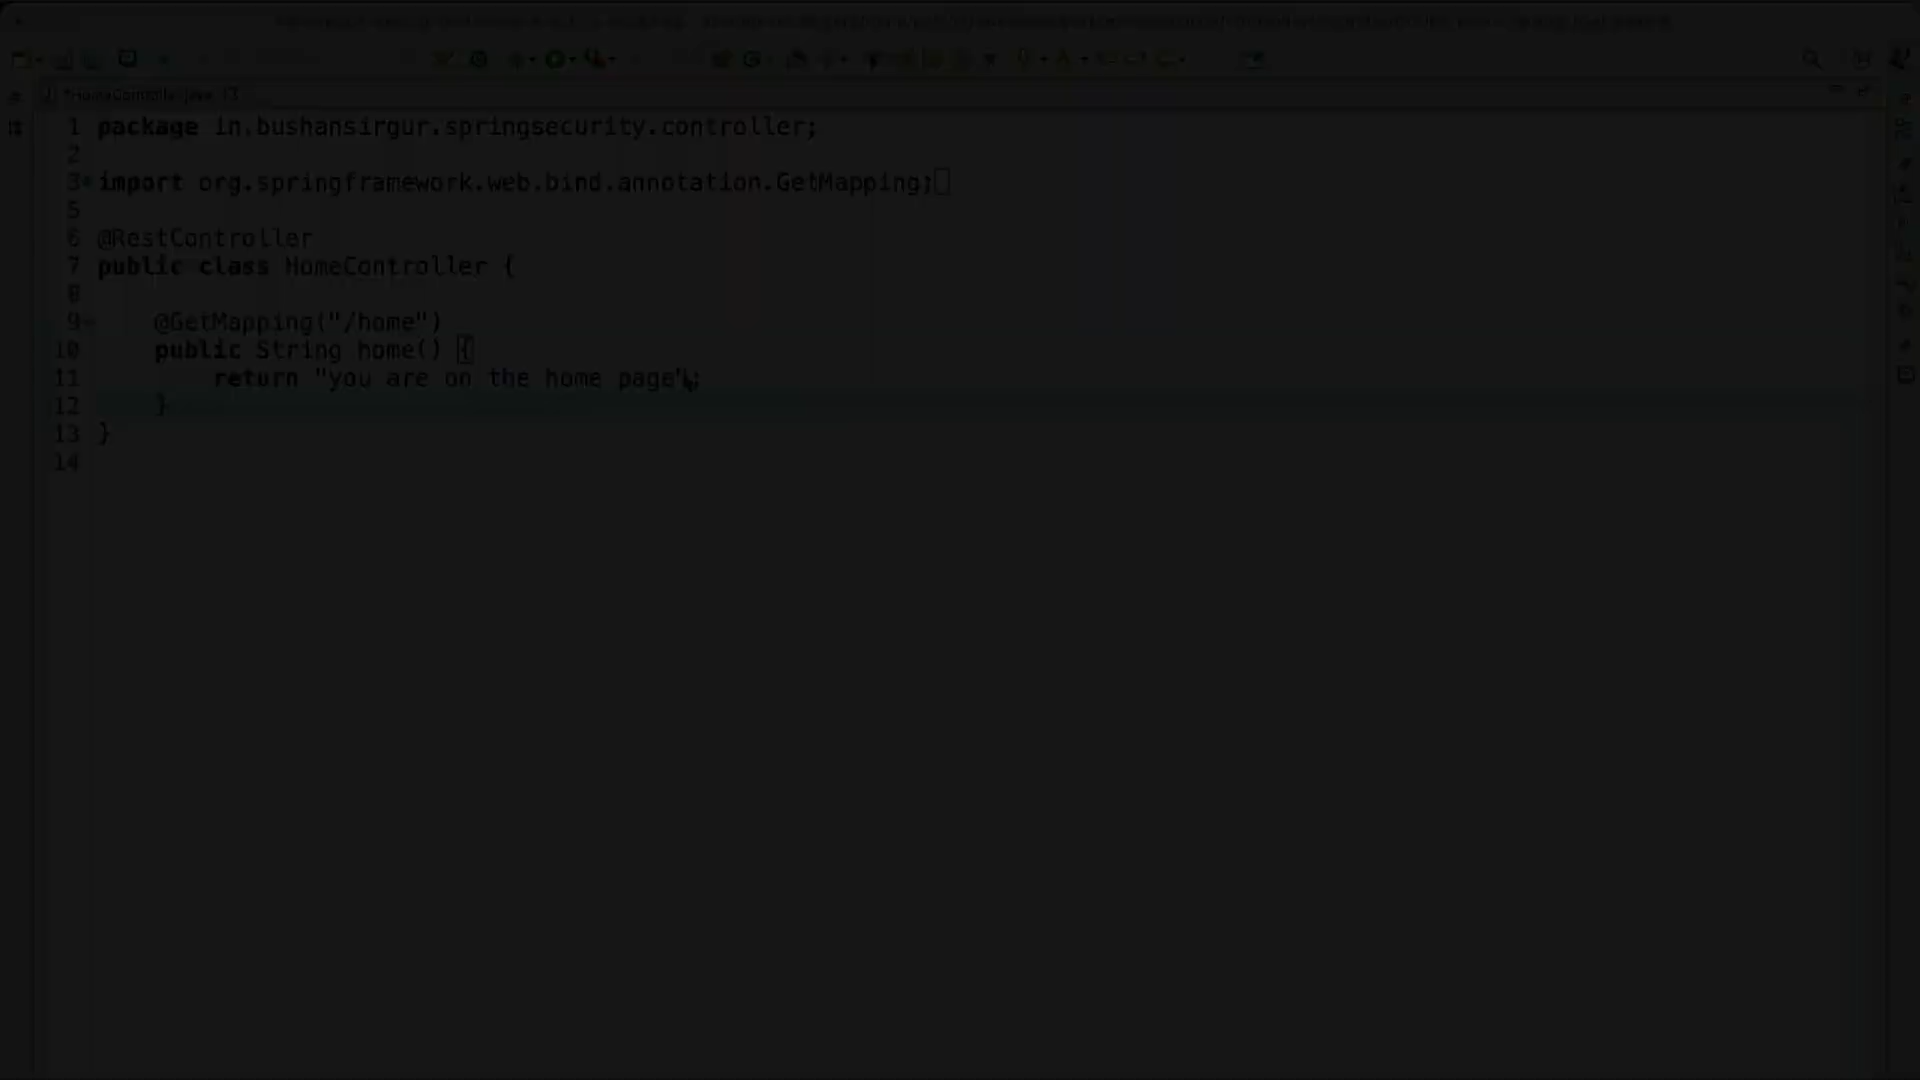 *HomeController.java
1 package in.bushansirgur.springsecurity.controller;
2
3 import org.springframework.web.bind.annotation.GetMapping;
5
6 @RestController
7 public class HomeController {
8
9 @GetMapping("/home")
10 public String home() {
11 return "you are on the home page";
12 }
13 }
14